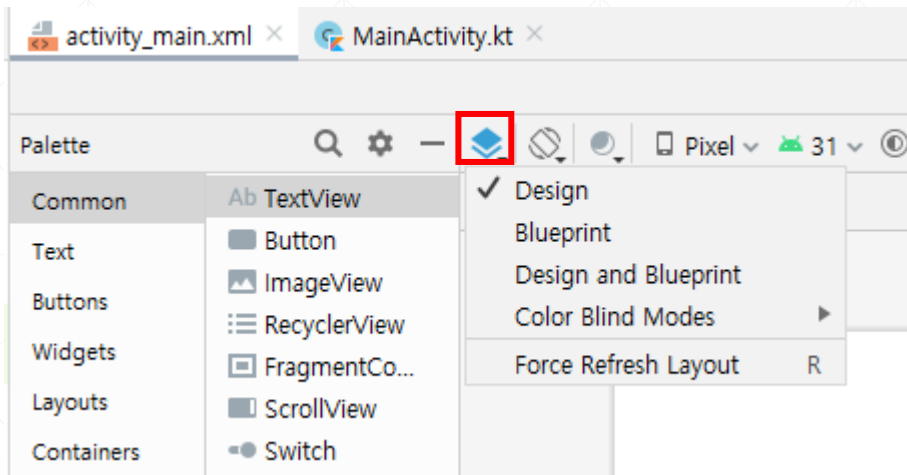 activity_main.xml
MainActivity.kt
Palette
Pixel
31
Common
Text
Buttons
Widgets
Layouts
Containers
Ab TextView
Button
ImageView
RecyclerView
FragmentCo...
ScrollView
Switch
Design
Blueprint
Design and Blueprint
Color Blind Modes
Force Refresh Layout R